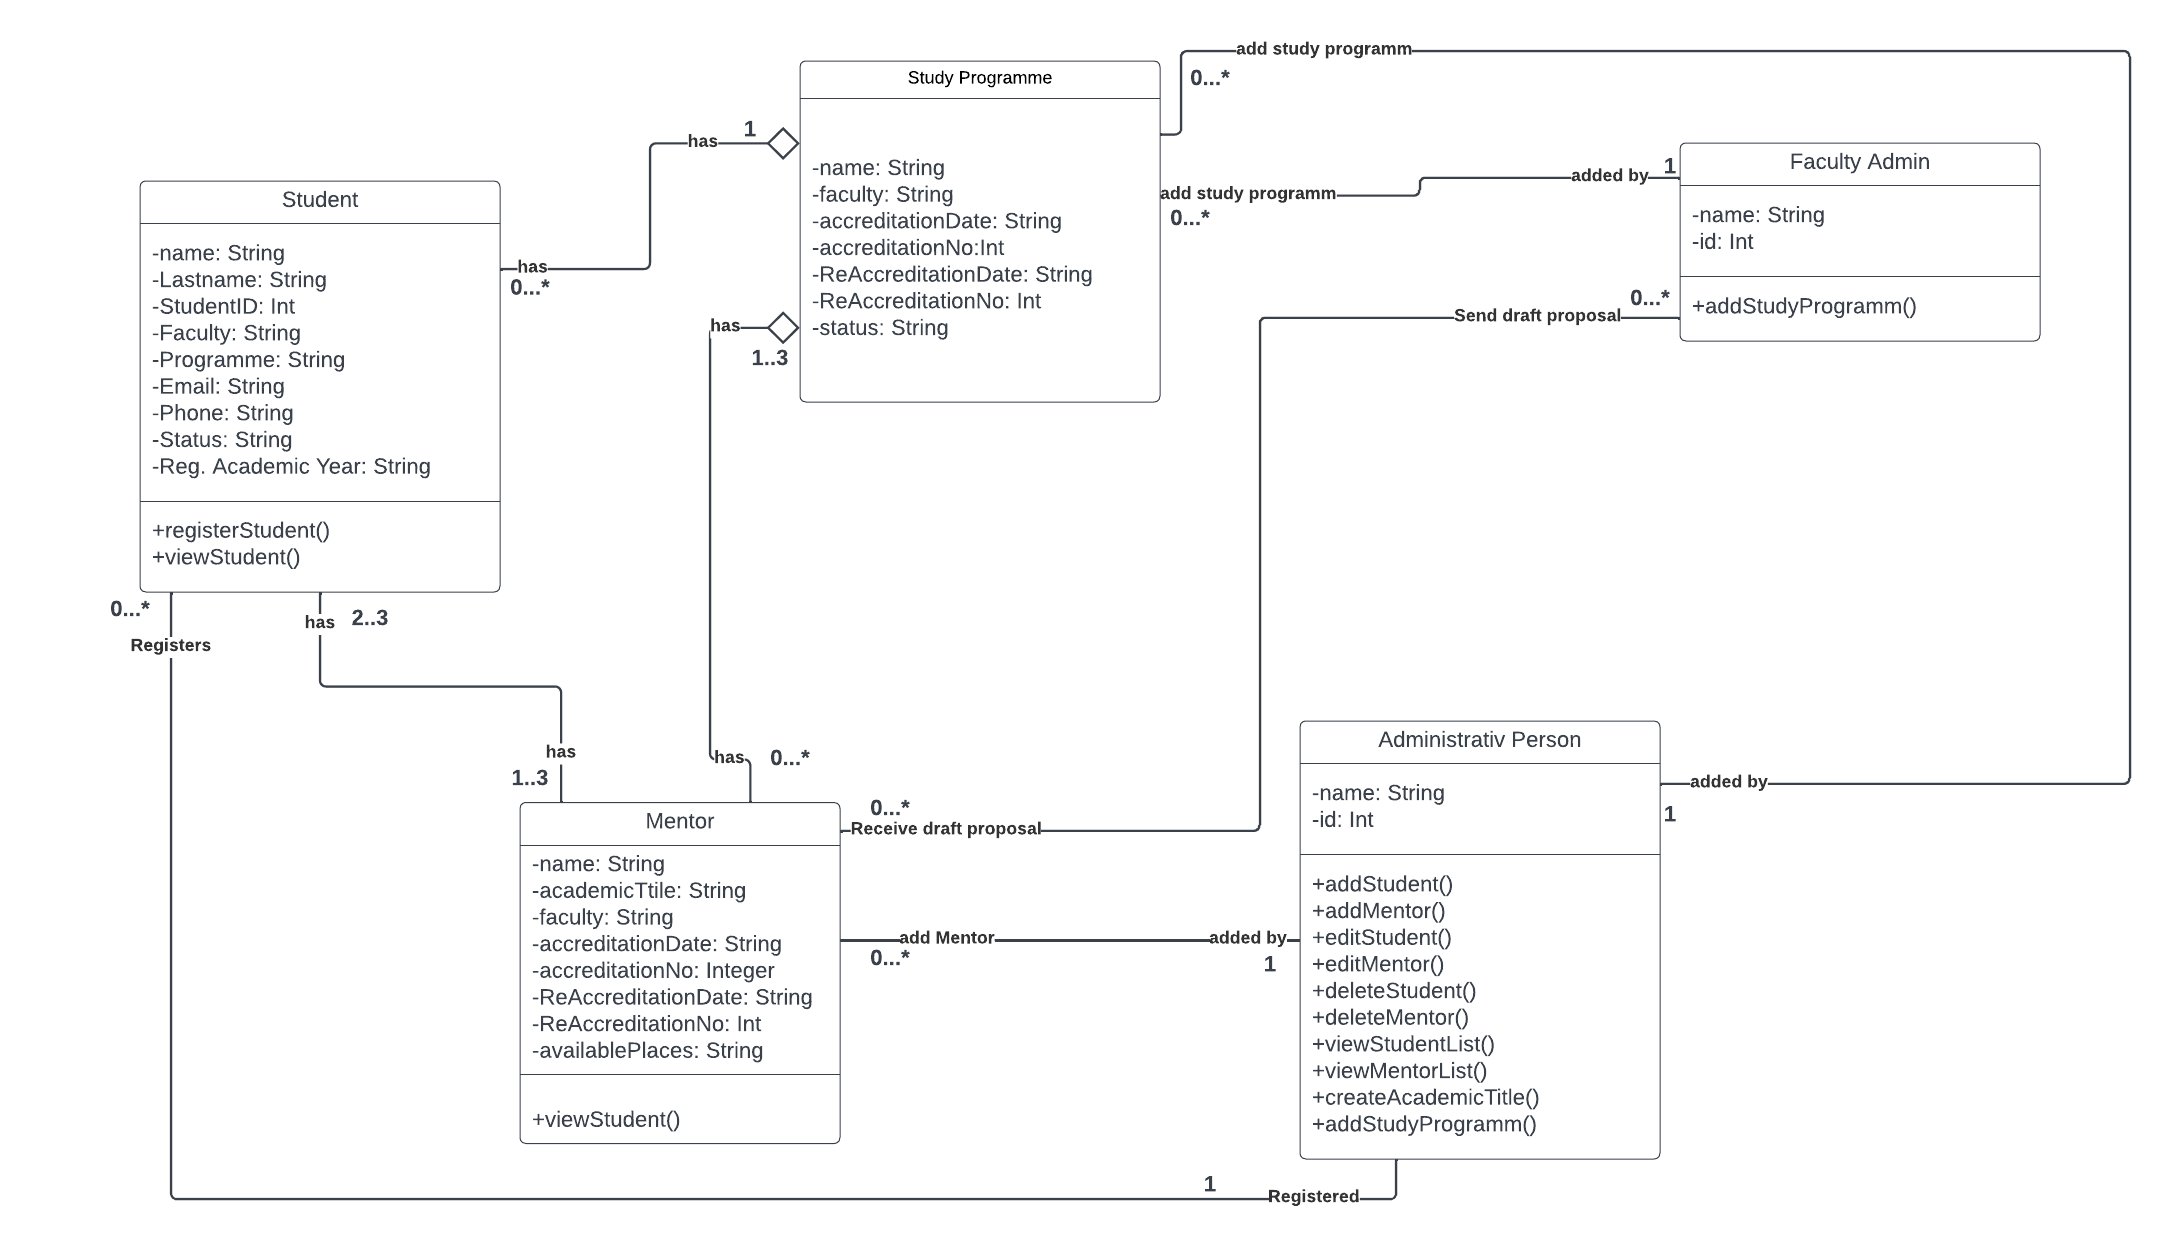 add study programm
0...*
Study Programme
-name: String
-faculty: String
-accreditationDate: String
-accreditationNo:Int
-ReAccreditationDate: String
-ReAccreditationNo: Int
-status: String
1
has
has
0...*
has
1..3
add study programm
0...*
added by
1
Faculty Admin
-name: String
-id: Int
+addStudyProgramm()
0...*
Send draft proposal
Student
-name: String
-Lastname: String
-StudentID: Int
-Faculty: String
-Programme: String
-Email: String
-Phone: String
-Status: String
-Reg. Academic Year: String
+registerStudent()
+viewStudent()
0...*
Registers
has
2..3
has
1..3
has
0...*
Mentor
-name: String
-academicTtile: String
-faculty: String
-accreditationDate: String
-accreditationNo: Integer
-ReAccreditationDate: String
-ReAccreditationNo: Int
-availablePlaces: String
+viewStudent()
0...*
Receive draft proposal
add Mentor
0...*
added by
1
Administrativ Person
-name: String
-id: Int
+addStudent()
+addMentor()
+editStudent()
+editMentor()
+deleteStudent()
+deleteMentor()
+viewStudentList()
+viewMentorList()
+createAcademicTitle()
+addStudyProgramm()
added by
1
1
Registered